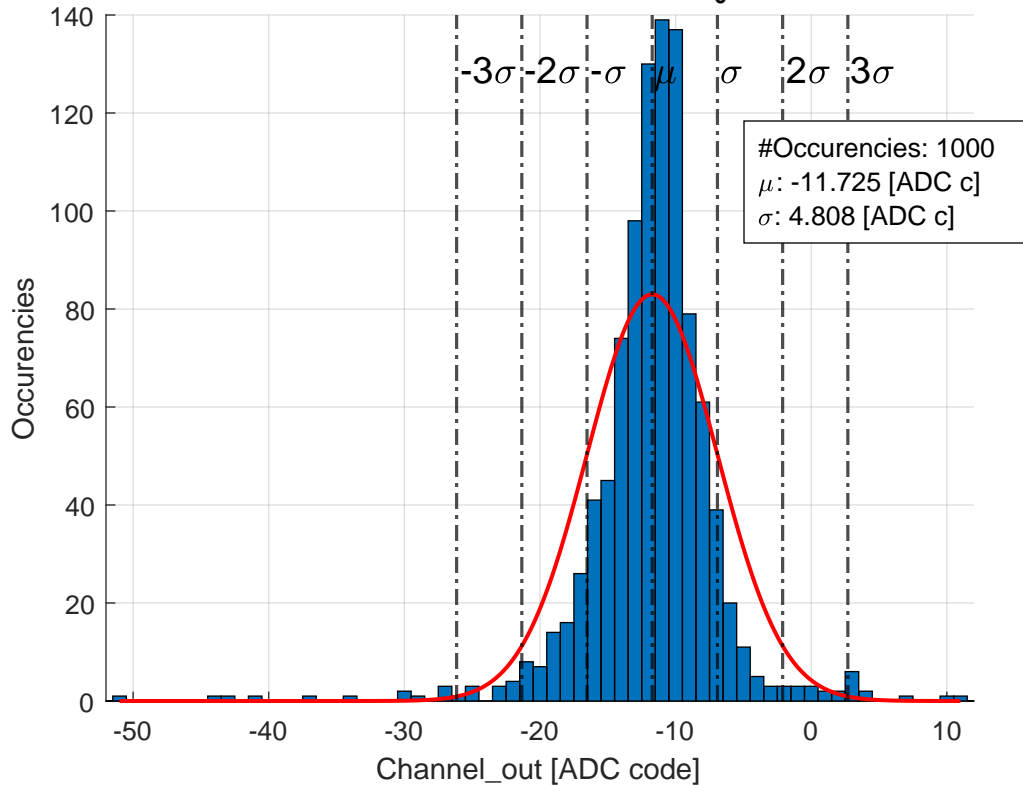 140
120
100
80
60
40
20
0
Occurencies
-3σ -2σ -σ μ σ 2σ 3σ
#Occurencies: 1000
μ: -11.725 [ADC c]
σ: 4.808 [ADC c]
-50 -40 -30 -20 -10 0 10
Channel_out [ADC code]